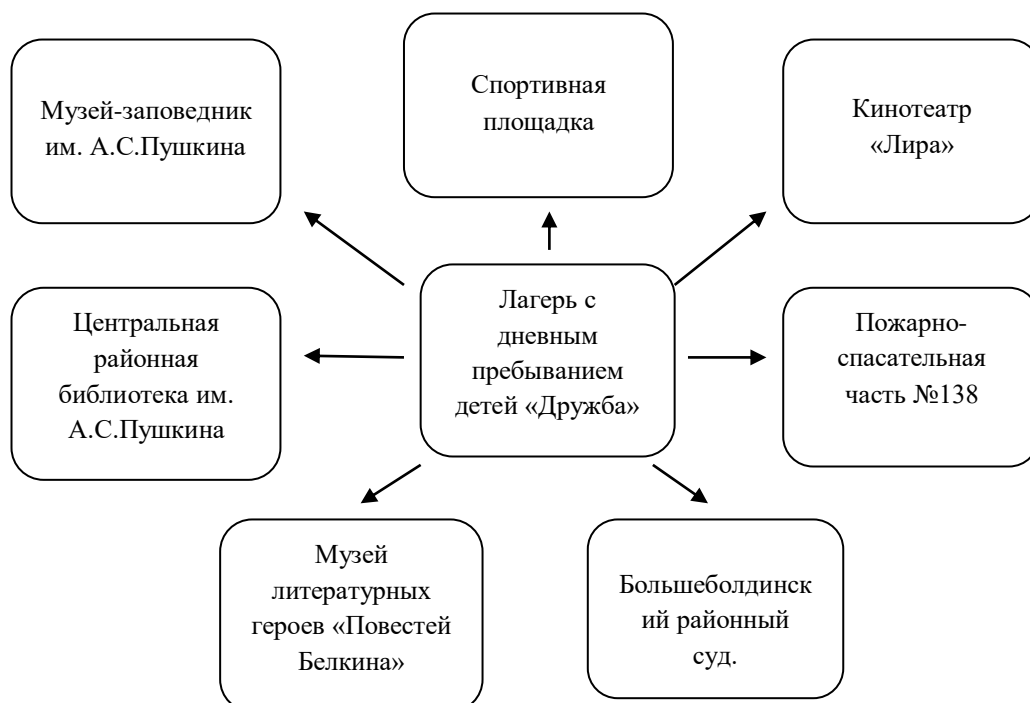 Музей-заповедник
им. А.С.Пушкина
Спортивная
площадка
Кинотеатр
«Лира»
Центральная
районная
библиотека им.
А.С.Пушкина
Лагерь с
дневным
пребыванием
детей «Дружба»
Пожарно-
спасательная
часть №138
Музей
литературных
героев «Повестей
Белкина»
Большеболдинск
ий районный
суд.